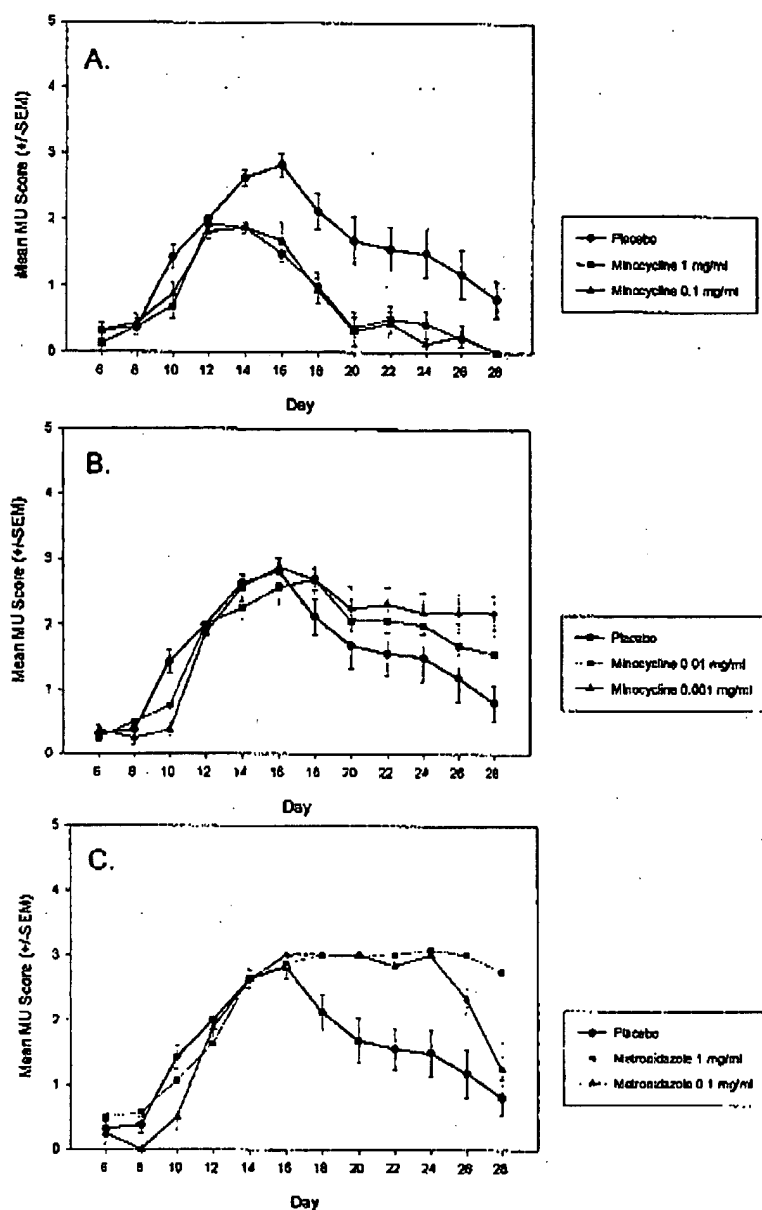 A.
Mean MU Score (+/-SEM)
5
4
3
2
1
0
6 8 10 12 14 16 18 20 22 24 26 28
Day
Placebo
Minocycline 1 mg/ml
Minocycline 0.1 mg/ml
B.
Mean MU Score (+/-SEM)
5
4
3
2
1
0
6 8 10 12 14 16 18 20 22 24 26 28
Day
Placebo
Minocycline 0.01 mg/ml
Minocycline 0.001 mg/ml
C.
Mean MU Score (+/-SEM)
5
4
3
2
1
0
6 8 10 12 14 16 18 20 22 24 26 28
Day
Placebo
Metronidazole 1 mg/ml
Metronidazole 0.1 mg/ml